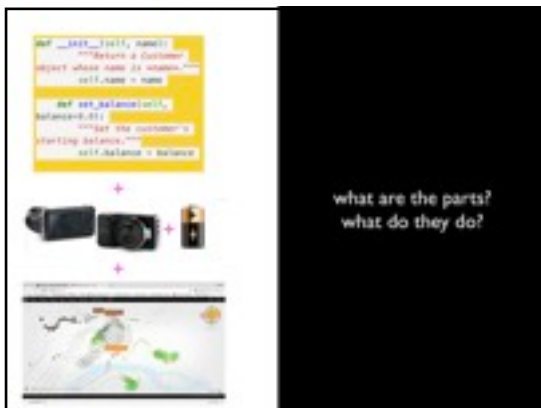 def __init__(self, name):
"""Return a Customer
object whose name is *name*."""
self.name = name
def set_balance(self,
balance=0.0):
"""Set the customer's
starting balance."""
self.balance = balance
+
+
+
what are the parts?
what do they do?